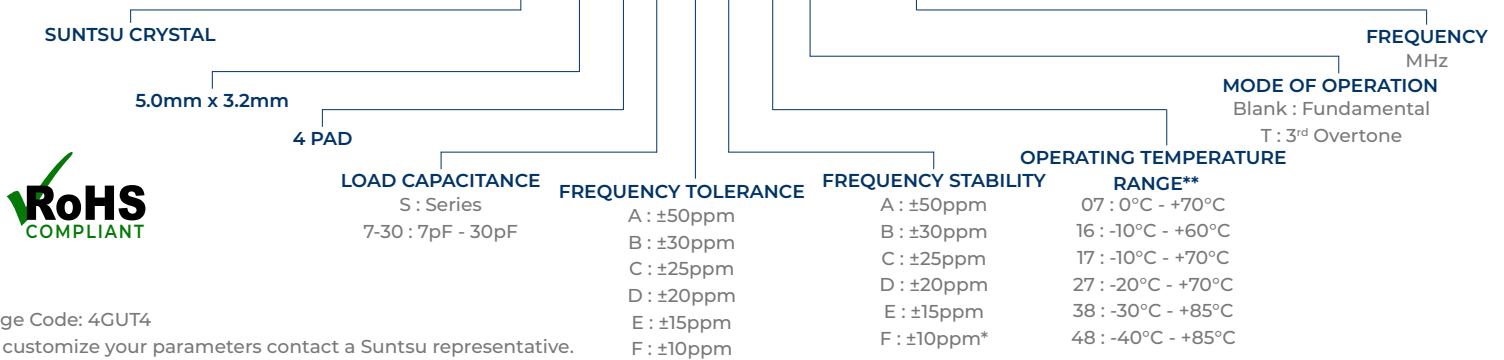 SUNTSU CRYSTAL
5.0mm x 3.2mm
4 PAD
LOAD CAPACITANCE
S : Series
7-30 : 7pF - 30pF
FREQUENCY TOLERANCE
A : ±50ppm
B : ±30ppm
C : ±25ppm
D : ±20ppm
E : ±15ppm
F : ±10ppm
FREQUENCY STABILITY
A : ±50ppm
B : ±30ppm
C : ±25ppm
D : ±20ppm
E : ±15ppm
F : ±10ppm*
OPERATING TEMPERATURE
RANGE**
07 : 0°C - +70°C
16 : -10°C - +60°C
17 : -10°C - +70°C
27 : -20°C - +70°C
38 : -30°C - +85°C
48 : -40°C - +85°C
MODE OF OPERATION
Blank : Fundamental
T : 3rd Overtone
FREQUENCY
MHz
RoHS
COMPLIANT
ge Code: 4GUT4
customize your parameters contact a Suntsu representative.